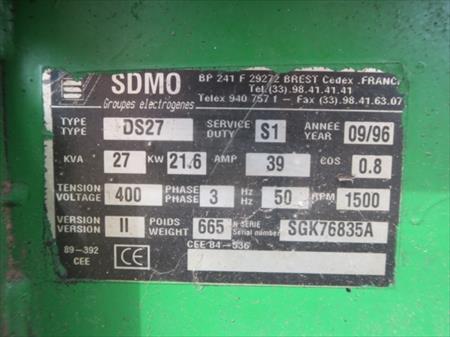 SDMO
Groupes electrogenes
BP 241 F 29272 BREST Cedex .FRANC
Tel.(33).98.41.41.41
Telex 940 757 f - Fax (33).98.41.63.07
TYPE TYPE DS27 SERVICE DUTY S1 ANNÉE YEAR 09/96
KVA 27 KW 21.6 AMP 39 COS 0.8
TENSION VOLTAGE 400 PHASE PHASE 3 Hz Hz 50 RPM 1500
VERSION VERSION II POIDS WEIGHT 665 N SERIE Serial number SGK76835A
89-392 CEE CE CEE 84-536